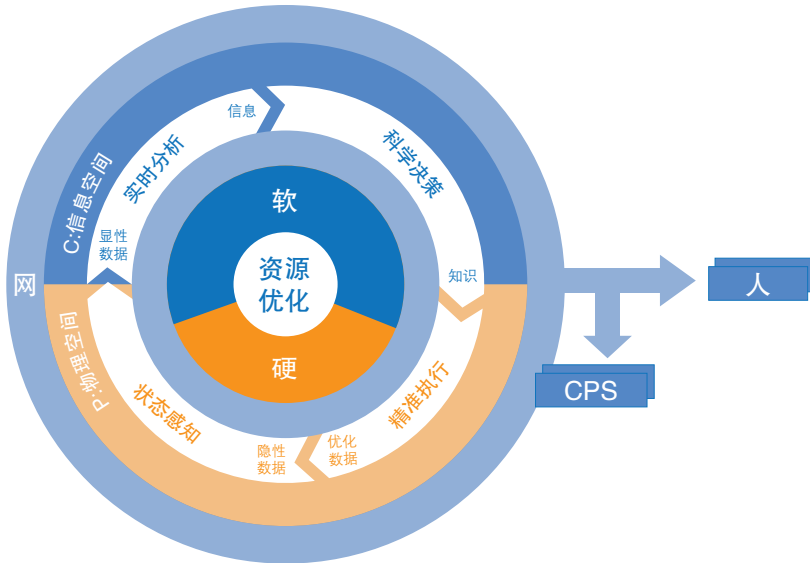 网
C:信息空间
P:物理空间
实时分析
信息
科学决策
显性
数据
知识
软
资源
优化
硬
状态感知
隐性
数据
优化
数据
精准执行
人
CPS